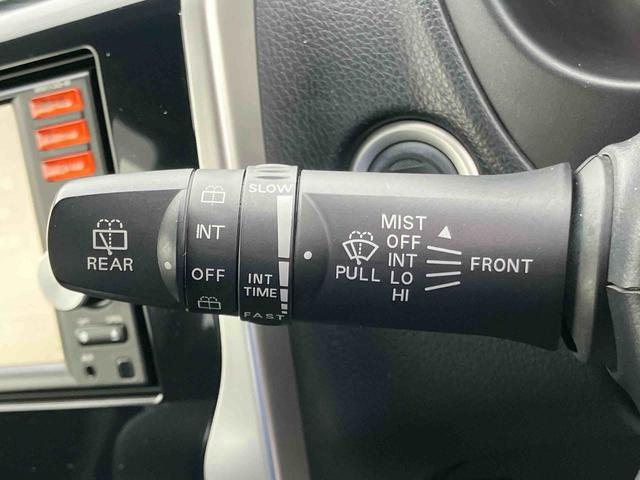 REAR
INT
OFF
SLOW
INT
TIME
FAST
PULL
MIST
OFF
INT
LO
HI
FRONT